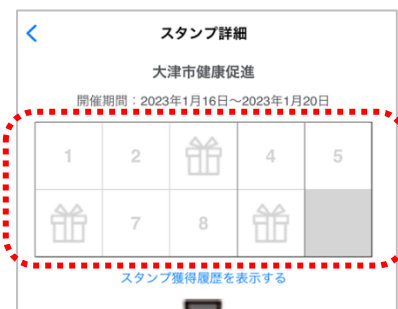 スタンプ詳細
大津市健康促進
開催期間：2023年1月16日～2023年1月20日
1 2 4 5
7 8
スタンプ獲得履歴を表示する